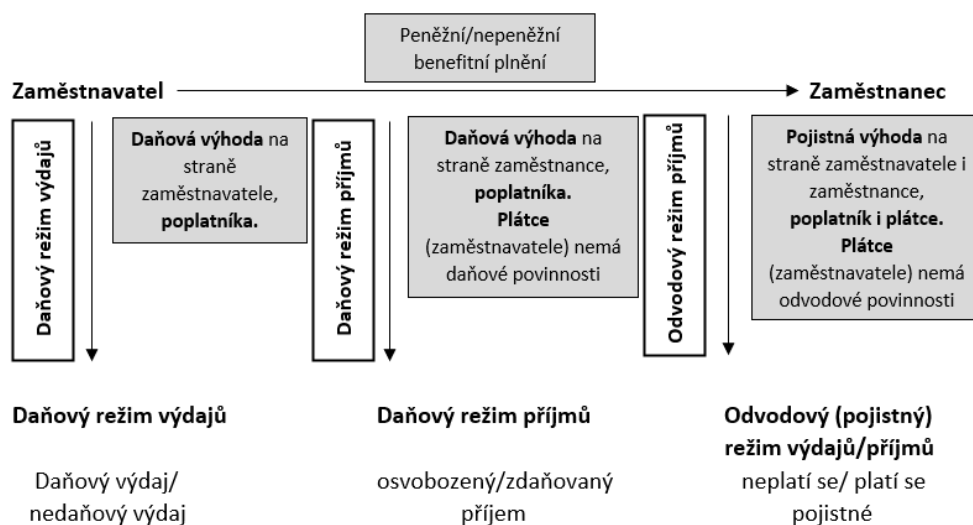 Peněžní/nepeněžní
benefitní plnění
Zaměstnavatel
Zaměstnanec
Daňový režim výdajů
Daňová výhoda na
straně
zaměstnavatele,
poplatníka.
Daňový režim příjmů
Daňová výhoda na
straně zaměstnance,
poplatníka.
Plátce
(zaměstnavatele) nemá
daňové povinnosti
Odvodový režim příjmů
Pojistná výhoda na
straně zaměstnavatele i
zaměstnance,
poplatník i plátce.
Plátce
(zaměstnavatele) nemá
odvodové povinnosti
Daňový režim výdajů
Daňový výdaj/
nedaňový výdaj
Daňový režim příjmů
osvobozený/zdaňovaný
příjem
Odvodový (pojistný)
režim výdajů/příjmů
neplatí se/ platí se
pojistné